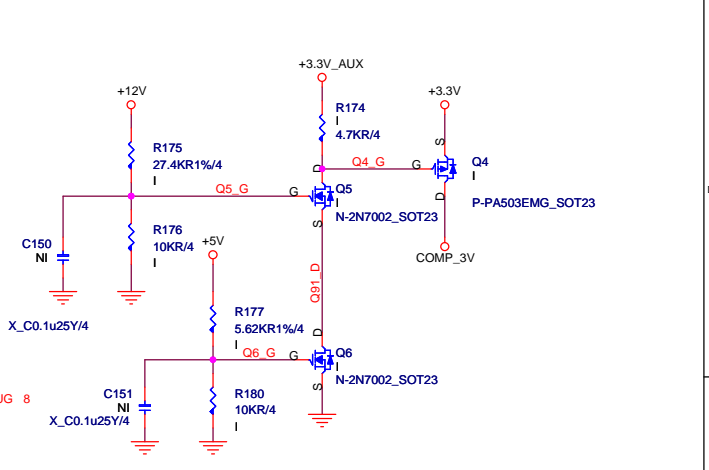 +3.3V_AUX
+12V
+3.3V
R174
I
4.7KR/4
R175
27.4KR1%/4
I
D
Q4_G
G
S
Q4
I
D
P-PA503EMG_SOT23
Q5_G
G
Q5
I
N-2N7002_SOT23
S
R176
10KR/4
I
+5V
C150
NI
X_C0.1u25Y/4
COMP_3V
Q91_D
R177
5.62KR1%/4
I
D
Q6_G
G
Q6
I
N-2N7002_SOT23
S
C151
NI
X_C0.1u25Y/4
R180
10KR/4
I
UG 8